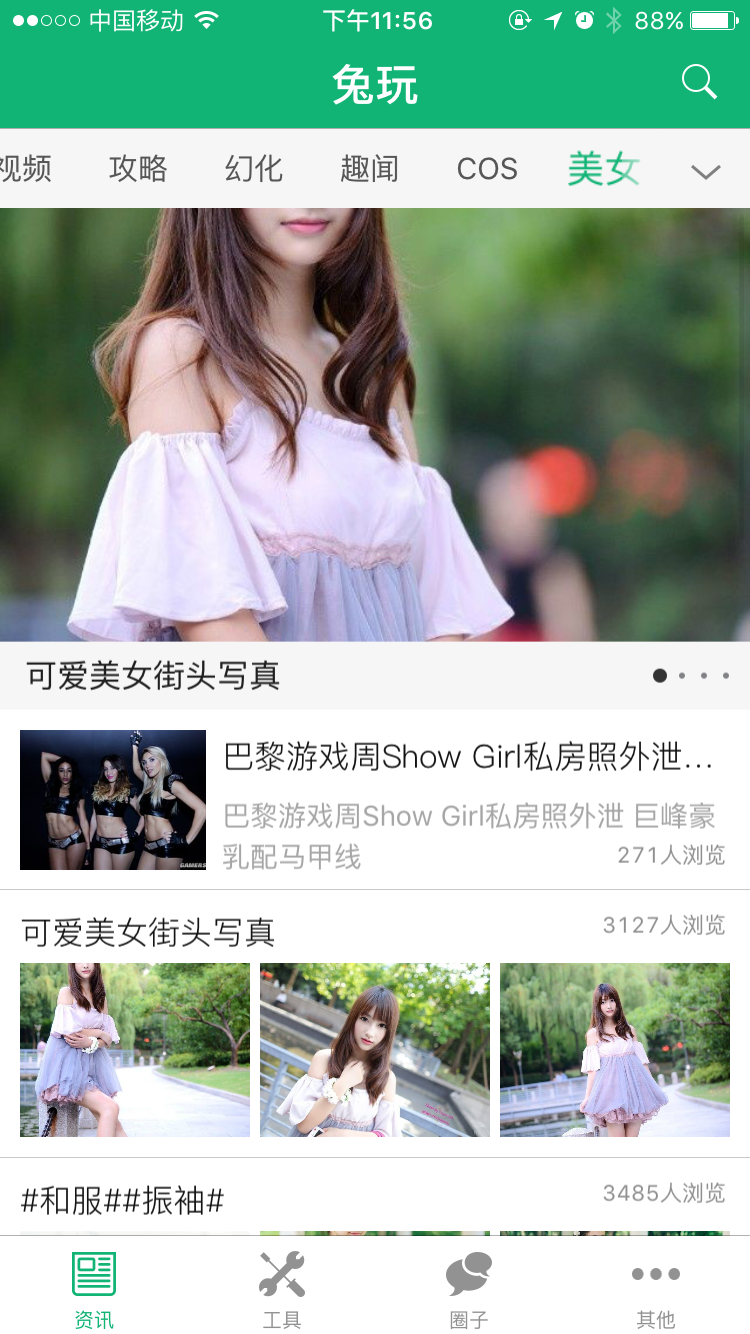 中国移动
下午11:56
88%
兔玩
视频 攻略 幻化 趣闻 COS 美女
可爱美女街头写真
巴黎游戏周Show Girl私房照外泄…
巴黎游戏周Show Girl私房照外泄 巨峰豪
乳配马甲线
271人浏览
GAMERS
可爱美女街头写真
3127人浏览
#和服##振袖#
3485人浏览
资讯 工具 圈子 其他